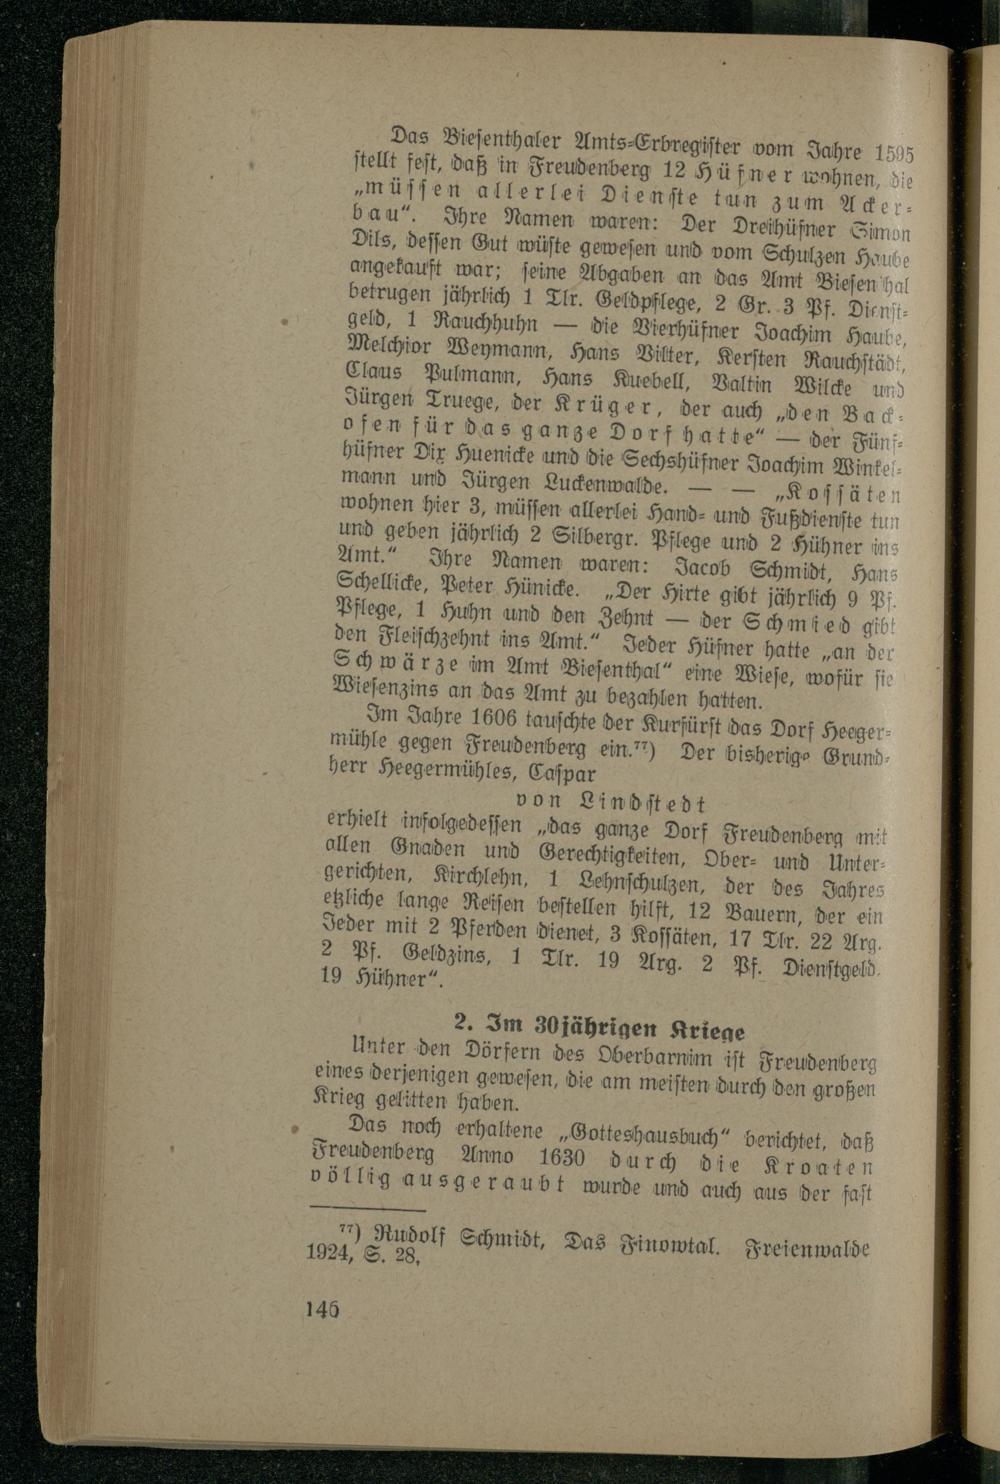 Das Biesenthaler Amts-Erbregister vom Jahre 1595
stellt fest, daß in Freudenberg 12 Hüfner wohnen, die
„müssen allerlei Dienste tun zum Acker-
bau“. Ihre Namen waren: Der Dreihüfner Simon
Dils, dessen Gut wüste gewesen und vom Schulzen Haube
angekauft war; seine Abgaben an das Amt Biesenthal
betrugen jährlich 1 Tlr. Geldpflege, 2 Gr. 3 Pf. Dienst-
geld, 1 Rauchhuhn — die Vierhüfner Joachim Haube,
Melchior Weymann, Hans Vilter, Kersten Rauchstädt,
Claus Pulmann, Hans Kuebell, Valtin Wilcke und
Jürgen Truege, der Krüger, der auch „den Back-
ofen für das ganze Dorf hatte“ — der Fünf-
hüfner Dix Huenicke und die Sechshüfner Joachim Winkel-
mann und Jürgen Luckenwalde. — — „Kossäten
wohnen hier 3, müssen allerlei Hand- und Fußdienste tun
und geben jährlich 2 Silbergr. Pflege und 2 Hühner ins
Amt.“ Ihre Namen waren: Jacob Schmidt, Hans
Schellicke, Peter Hünicke. „Der Hirte gibt jährlich 9 Pf.
Pflege, 1 Huhn und den Zehnt — der Schmied gibt
den Fleischzehnt ins Amt.“ Jeder Hüfner hatte „an der
Schwärze im Amt Biesenthal“ eine Wiese, wofür sie
Wiesenzins an das Amt zu bezahlen hatten.
Im Jahre 1606 tauschte der Kurfürst das Dorf Heeger-
mühle gegen Freudenberg ein.⁷⁷) Der bisherige Grund-
herr Heegermühles, Caspar
von Lindstedt
erhielt infolgedessen „das ganze Dorf Freudenberg mit
allen Gnaden und Gerechtigkeiten, Ober- und Unter-
gerichten, Kirchlehn, 1 Lehnschulzen, der des Jahres
etzliche lange Reisen bestellen hilft, 12 Bauern, der ein
Jeder mit 2 Pferden dienet, 3 Kossäten, 17 Tlr. 22 Arg.
2 Pf. Geldzins, 1 Tlr. 19 Arg. 2 Pf. Dienstgeld.
19 Hühner“.
2. Im 30jährigen Kriege
Unter den Dörfern des Oberbarnim ist Freudenberg
eines derjenigen gewesen, die am meisten durch den großen
Krieg gelitten haben.
Das noch erhaltene „Gotteshausbuch“ berichtet, daß
Freudenberg Anno 1630 durch die Kroaten
völlig ausgeraubt wurde und auch aus der fast
⁷⁷) Rudolf Schmidt, Das Finowtal. Freienwalde
1924, S. 28,
146